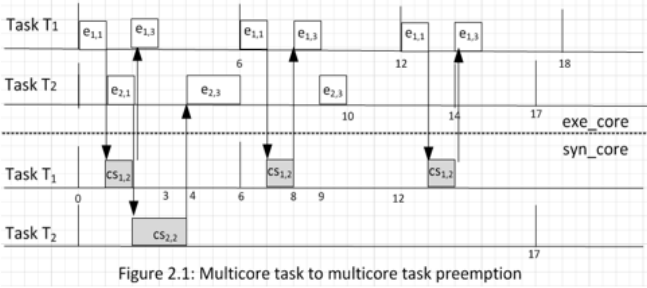 Task T1 e1,1 e1,3 e1,1 e1,3 e1,1 e1,3
6 12 18
Task T2 e2,1 e2,3 e2,3
10 14 17
exe_core
syn_core
Task T1 cs1,2 cs1,2 cs1,2
0 3 4 6 8 9 12
Task T2 cs2,2
17
Figure 2.1: Multicore task to multicore task preemption